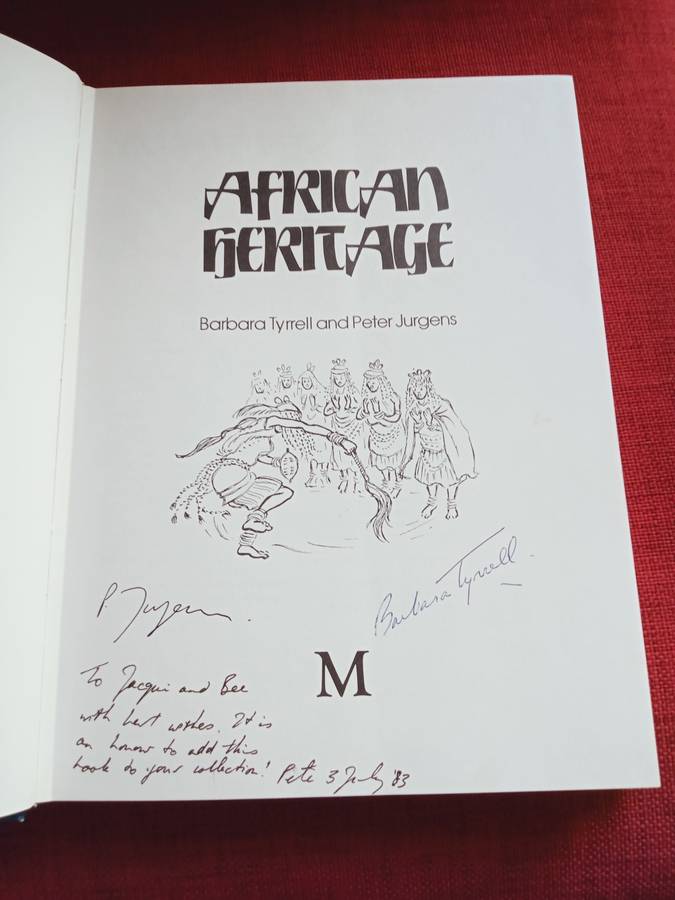 AFRICAN
HERITAGE
Barbara Tyrrell and Peter Jurgens
P. Jurgens.
Barbara Tyrrell.
M
To Jacqui and Bee
with best wishes. It is
an honour to add this
book to your collection! Pete 3 July '83